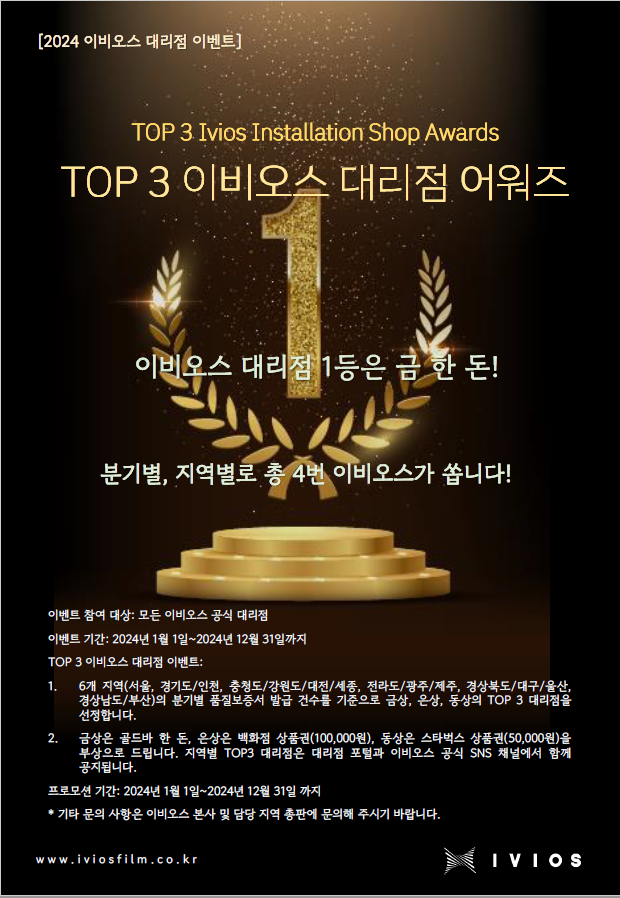 [2024 이비오스 대리점 이벤트]
TOP 3 Ivios Installation Shop Awards
TOP 3 이비오스 대리점 어워즈
이비오스 대리점 1등은 금 한 돈!
분기별, 지역별로 총 4번 이비오스가 쏩니다!
이벤트 참여 대상: 모든 이비오스 공식 대리점
이벤트 기간: 2024년 1월 1일~2024년 12월 31일까지
TOP 3 이비오스 대리점 이벤트:
1. 6개 지역(서울, 경기도/인천, 충청도/강원도/대전/세종, 전라도/광주/제주, 경상북도/대구/울산,
경상남도/부산)의 분기별 품질보증서 발급 건수를 기준으로 금상, 은상, 동상의 TOP 3 대리점을
선정합니다.
2. 금상은 골드바 한 돈, 은상은 백화점 상품권(100,000원), 동상은 스타벅스 상품권(50,000원)을
부상으로 드립니다. 지역별 TOP3 대리점은 대리점 포털과 이비오스 공식 SNS 채널에서 함께
공지됩니다.
프로모션 기간: 2024년 1월 1일~2024년 12월 31일 까지
* 기타 문의 사항은 이비오스 본사 및 담당 지역 총판에 문의해 주시기 바랍니다.
www.iviosfilm.co.kr
IVIOS